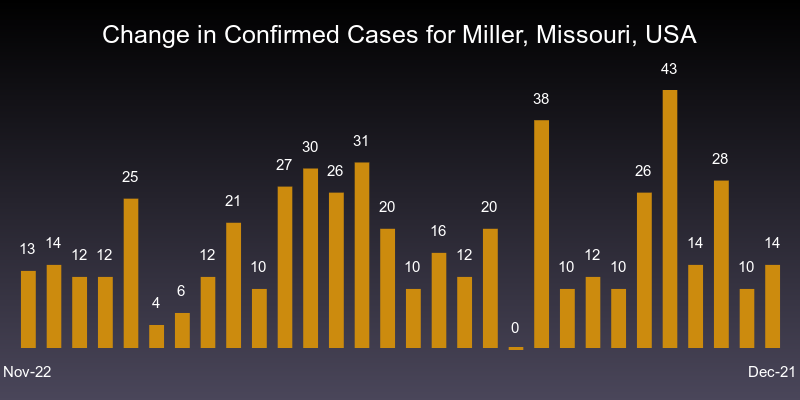 Change in Confirmed Cases for Miller, Missouri, USA
13 14 12 12 25 4 6 12 21 10 27 30 26 31 20 10 16 12 20 0 38 10 12 10 26 43 14 28 10 14
Nov-22 Dec-21